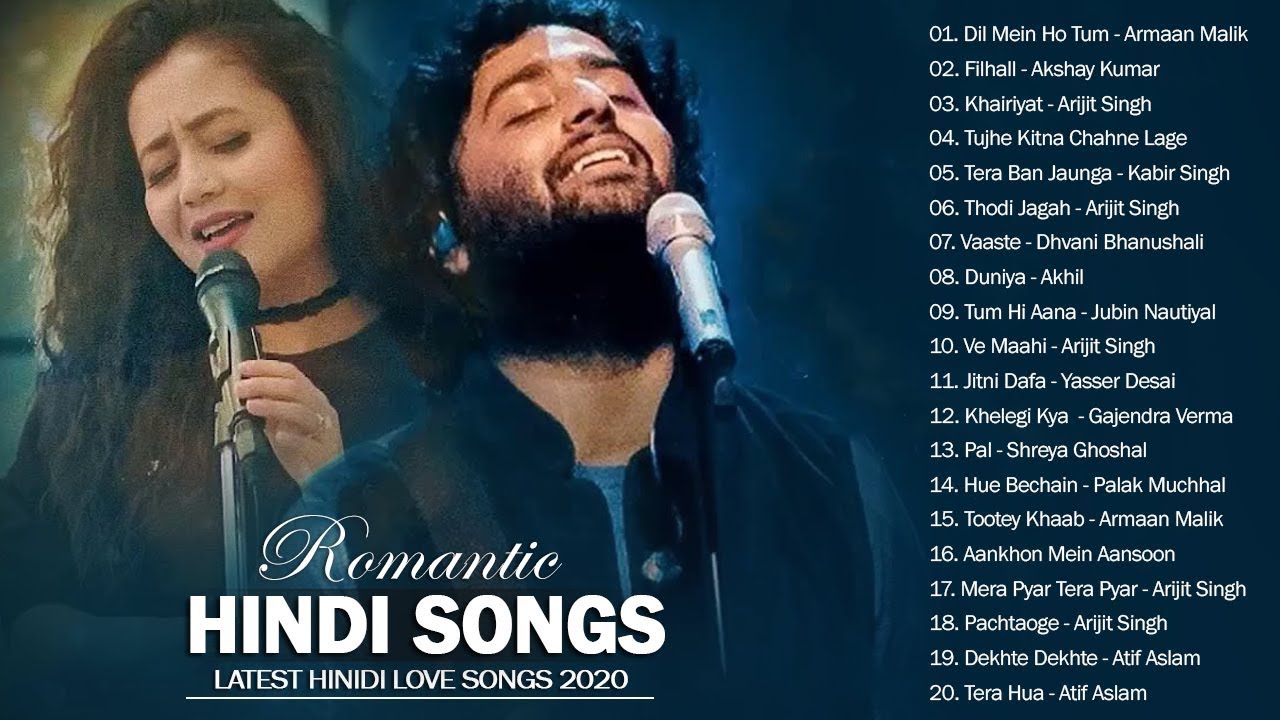 01. Dil Mein Ho Tum - Armaan Malik
02. Filhall - Akshay Kumar
03. Khairiyat - Arijit Singh
04. Tujhe Kitna Chahne Lage
05. Tera Ban Jaunga - Kabir Singh
06. Thodi Jagah - Arijit Singh
07. Vaaste - Dhvani Bhanushali
08. Duniya - Akhil
09. Tum Hi Aana - Jubin Nautiyal
10. Ve Maahi - Arijit Singh
11. Jitni Dafa - Yasser Desai
12. Khelegi Kya - Gajendra Verma
13. Pal - Shreya Ghoshal
14. Hue Bechain - Palak Muchhal
15. Tootey Khaab - Armaan Malik
16. Aankhon Mein Aansoon
17. Mera Pyar Tera Pyar - Arijit Singh
18. Pachtaoge - Arijit Singh
19. Dekhte Dekhte - Atif Aslam
20. Tera Hua - Atif Aslam
Romantic
HINDI SONGS
LATEST HINIDI LOVE SONGS 2020